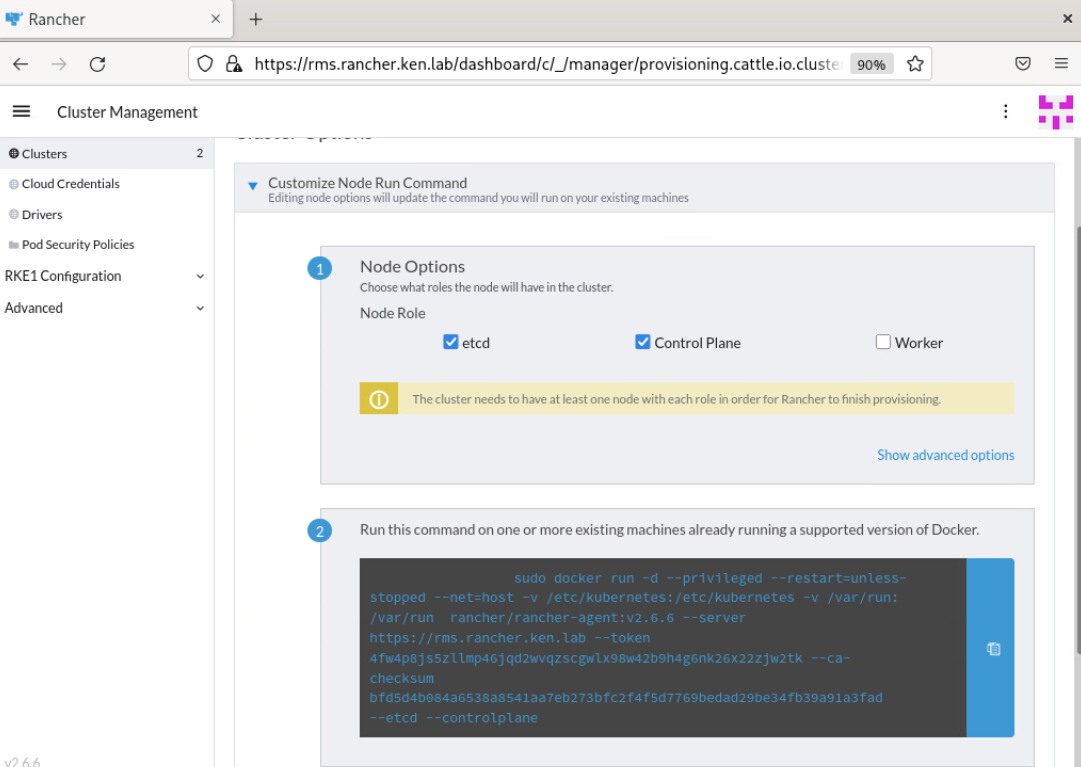 Rancher
https://rms.rancher.ken.lab/dashboard/c/_/manager/provisioning.cattle.io.cluste
90%
Cluster Management
Cluster Options
Clusters 2
Cloud Credentials
Drivers
Pod Security Policies
RKE1 Configuration
Advanced
v2.6.6
Customize Node Run Command
Editing node options will update the command you will run on your existing machines
1
Node Options
Choose what roles the node will have in the cluster.
Node Role
etcd Control Plane Worker
The cluster needs to have at least one node with each role in order for Rancher to finish provisioning.
Show advanced options
2
Run this command on one or more existing machines already running a supported version of Docker.
sudo docker run -d --privileged --restart=unless-
stopped --net=host -v /etc/kubernetes:/etc/kubernetes -v /var/run:
/var/run rancher/rancher-agent:v2.6.6 --server
https://rms.rancher.ken.lab --token
4fw4p8js5zllmp46jqd2wvqzscgwlx98w42b9h4g6nk26x22zjw2tk --ca-
checksum
bfd5d4b084a6538a8541aa7eb273bfc2f4f5d7769bedad29be34fb39a91a3fad
--etcd --controlplane